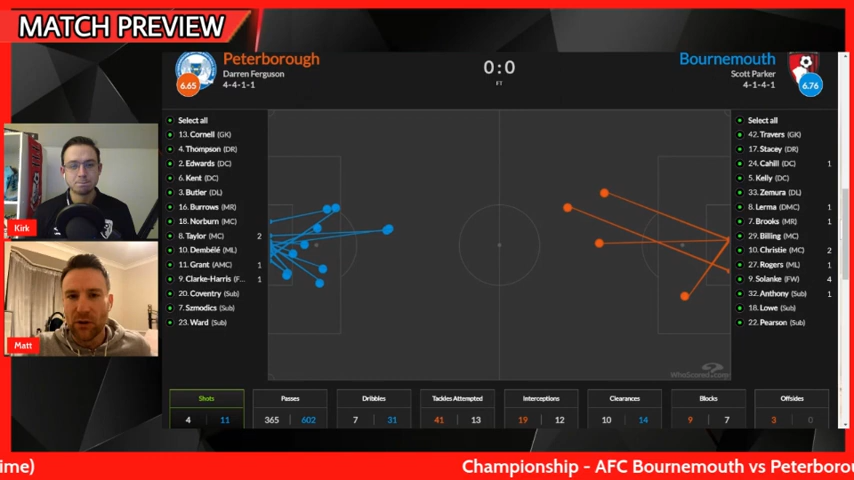 MATCH PREVIEW
6.65
Peterborough
Darren Ferguson
4-4-1-1
0:0
FT
Bournemouth
Scott Parker
4-1-4-1
6.76
Select all
13. Cornell (GK)
4. Thompson (DR)
2. Edwards (DC)
6. Kent (DC)
3. Butler (DL)
16. Burrows (MR)
18. Norburn (MC)
8. Taylor (MC) 2
10. Dembélé (ML)
11. Grant (AMC) 1
9. Clarke-Harris (F... 1
20. Coventry (Sub)
7. Szmodics (Sub)
23. Ward (Sub)
Select all
42. Travers (GK)
17. Stacey (DR)
24. Cahill (DC) 1
5. Kelly (DC)
33. Zemura (DL)
8. Lerma (DMC) 1
7. Brooks (MR) 1
29. Billing (MC)
10. Christie (MC) 2
27. Rogers (ML) 1
9. Solanke (FW) 4
32. Anthony (Sub) 1
18. Lowe (Sub)
22. Pearson (Sub)
Kirk
Matt
WhoScored.com
Shots
4 11
Passes
365 602
Dribbles
7 31
Tackles Attempted
41 13
Interceptions
19 12
Clearances
10 14
Blocks
9 7
Offsides
3 0
ime) Championship - AFC Bournemouth vs Peterborou